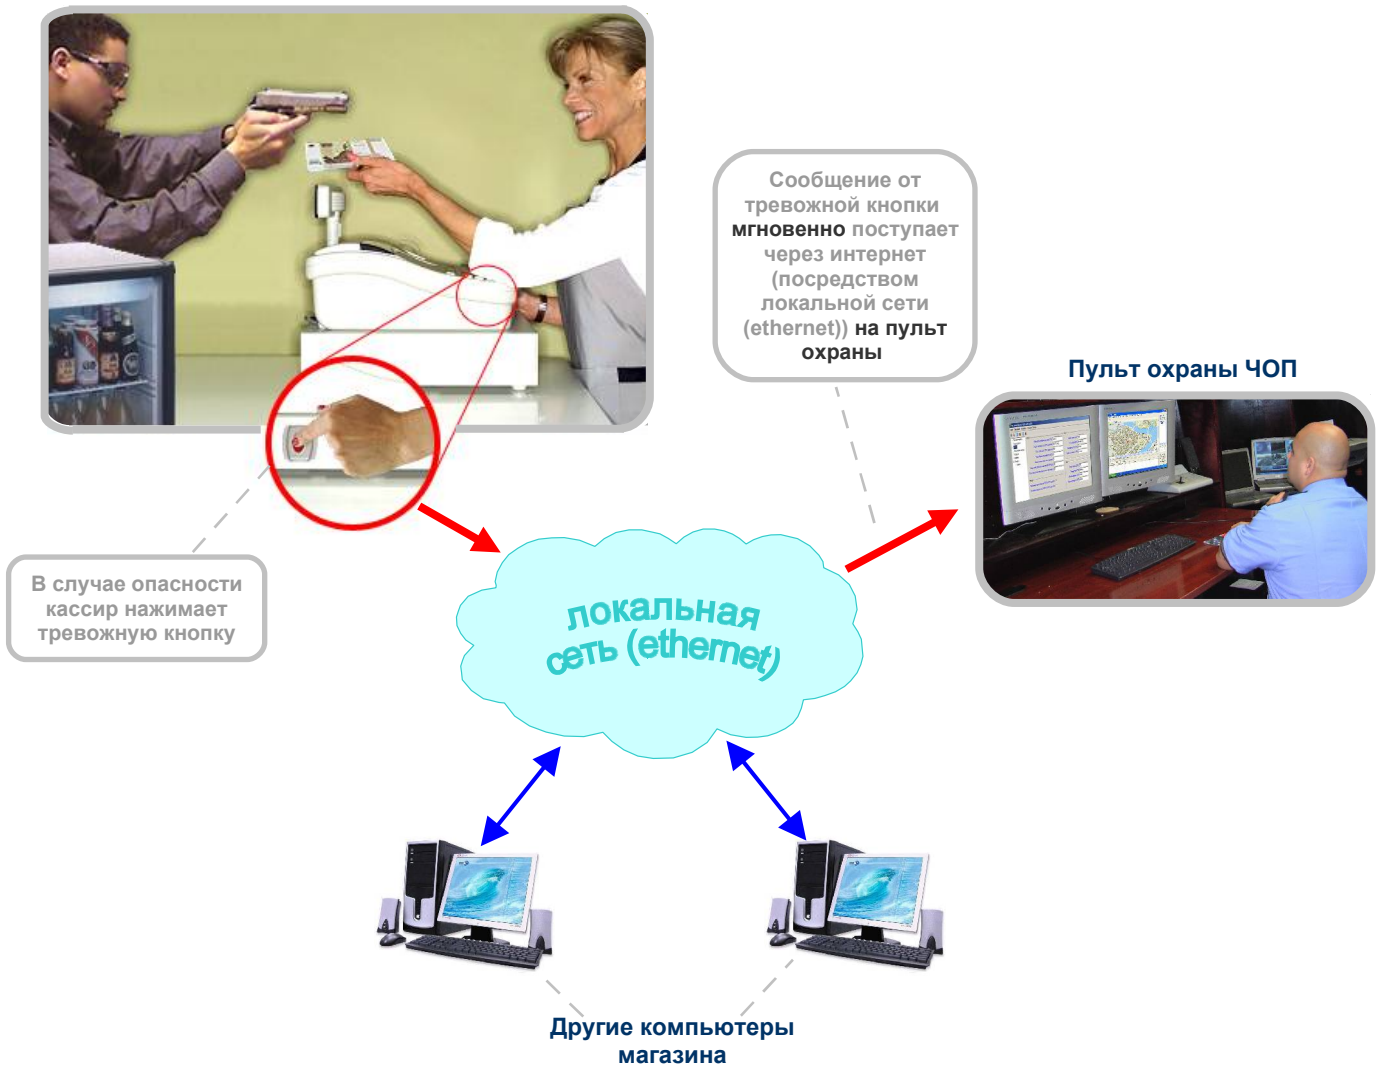 Сообщение от
тревожной кнопки
мгновенно поступает
через интернет
(посредством
локальной сети
(ethernet)) на пульт
охраны
Пульт охраны ЧОП
В случае опасности
кассир нажимает
тревожную кнопку
локальная
сеть (ethernet)
Другие компьютеры
магазина